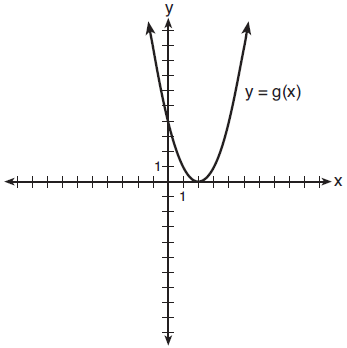 y
y = g(x)
1
x
1